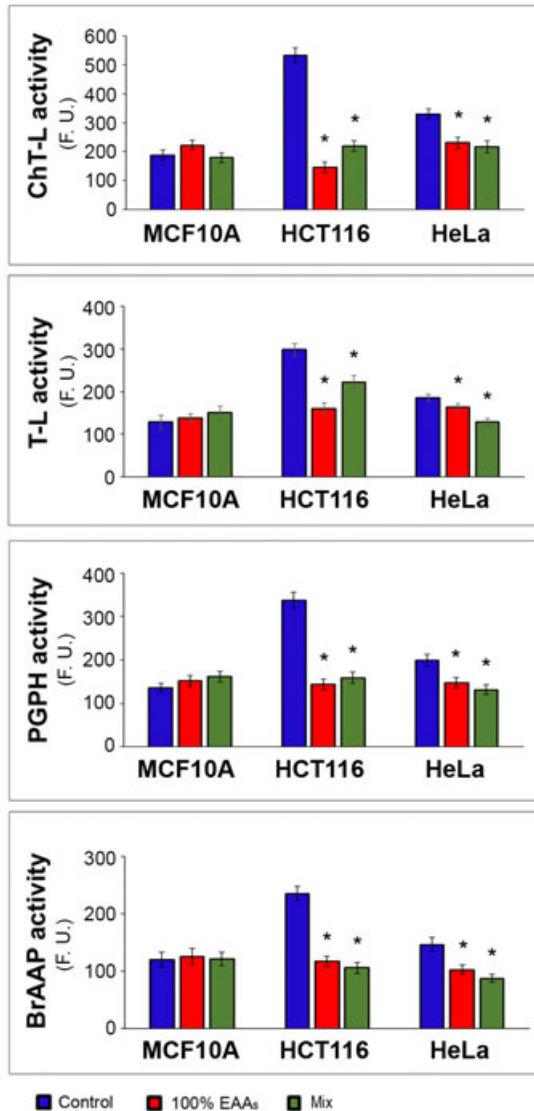 ChT-L activity
(F. U.)
600
500
400
300
200
100
0
* * * *
MCF10A HCT116 HeLa
T-L activity
(F. U.)
400
300
200
100
0
* * * *
MCF10A HCT116 HeLa
PGPH activity
(F. U.)
400
300
200
100
0
* * * *
MCF10A HCT116 HeLa
BrAAP activity
(F. U.)
300
200
100
0
* * * *
MCF10A HCT116 HeLa
Control 100% EAAs Mix